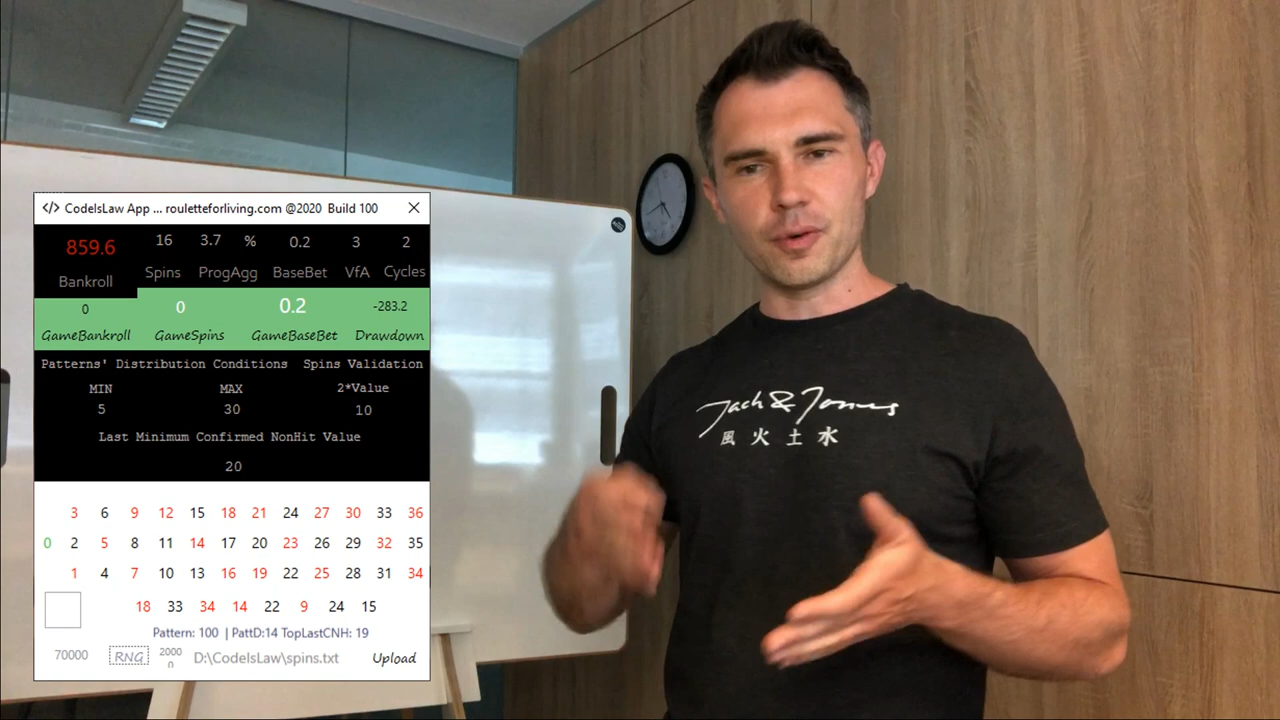 </> CodeIsLaw App ... rouletteforliving.com @2020 Build 100
859.6 16 3.7 % 0.2 3 2
Bankroll Spins ProgAgg BaseBet VfA Cycles
0 0 0.2 -283.2
GameBankroll GameSpins GameBaseBet Drawdown
Patterns' Distribution Conditions Spins Validation
MIN MAX 2*Value
5 30 10
Last Minimum Confirmed NonHit Value
20
3 6 9 12 15 18 21 24 27 30 33 36
0 2 5 8 11 14 17 20 23 26 29 32 35
1 4 7 10 13 16 19 22 25 28 31 34
18 33 34 14 22 9 24 15
Pattern: 100 | PattD:14 TopLastCNH: 19
70000 RNG 2000 D:\CodeIsLaw\spins.txt Upload
0
Jack & Jones
風火土水